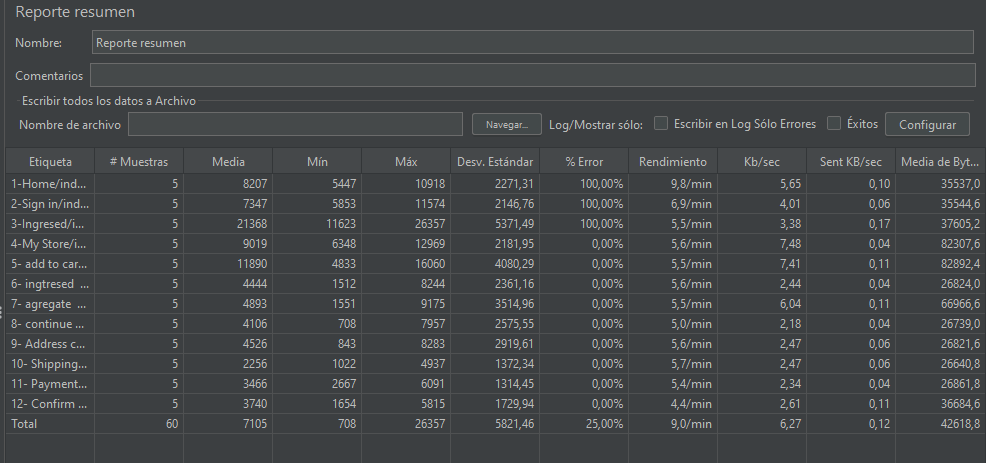 Reporte resumen
Nombre: Reporte resumen
Comentarios
Escribir todos los datos a Archivo
Nombre de archivo Navegar... Log/Mostrar sólo: Escribir en Log Sólo Errores Éxitos Configurar
Etiqueta # Muestras Media Mín Máx Desv. Estándar % Error Rendimiento Kb/sec Sent KB/sec Media de Byt...
1-Home/ind... 5 8207 5447 10918 2271,31 100,00% 9,8/min 5,65 0,10 35537,0
2-Sign in/ind... 5 7347 5853 11574 2146,76 100,00% 6,9/min 4,01 0,06 35544,6
3-Ingresed/i... 5 21368 11623 26357 5371,49 100,00% 5,5/min 3,38 0,17 37605,2
4-My Store/i... 5 9019 6348 12969 2181,95 0,00% 5,6/min 7,48 0,04 82307,6
5- add to car... 5 11890 4833 16060 4080,29 0,00% 5,5/min 7,41 0,11 82892,4
6- ingtresed ... 5 4444 1512 8244 2361,16 0,00% 5,6/min 2,44 0,04 26824,0
7- agregate ... 5 4893 1551 9175 3514,96 0,00% 5,5/min 6,04 0,11 66966,6
8- continue ... 5 4106 708 7957 2575,55 0,00% 5,0/min 2,18 0,04 26739,0
9- Address c... 5 4526 843 8283 2919,61 0,00% 5,6/min 2,47 0,06 26821,6
10- Shipping... 5 2256 1022 4937 1372,34 0,00% 5,7/min 2,47 0,06 26640,8
11- Payment... 5 3466 2667 6091 1314,45 0,00% 5,4/min 2,34 0,04 26861,8
12- Confirm ... 5 3740 1654 5815 1729,94 0,00% 4,4/min 2,61 0,11 36684,6
Total 60 7105 708 26357 5821,46 25,00% 9,0/min 6,27 0,12 42618,8